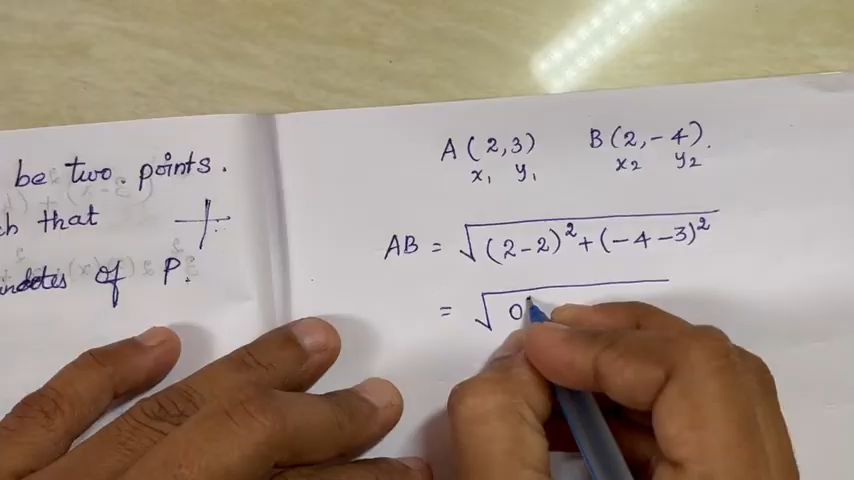 be two points.
ch that
of P.
A (2,3) B (2,-4).
x₁ y₁ x₂ y₂
AB = √(2-2)² + (-4-3)²
= √0